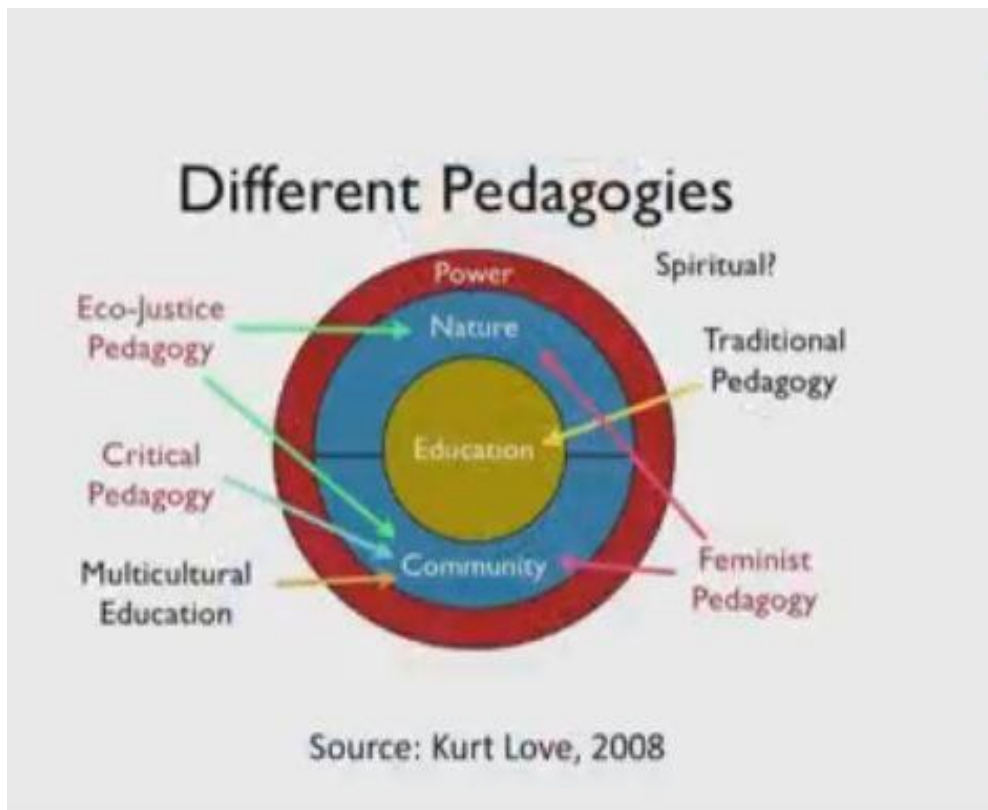 Different Pedagogies
Power
Spiritual?
Eco-Justice
Pedagogy
Nature
Traditional
Pedagogy
Education
Critical
Pedagogy
Multicultural
Education
Community
Feminist
Pedagogy
Source: Kurt Love, 2008